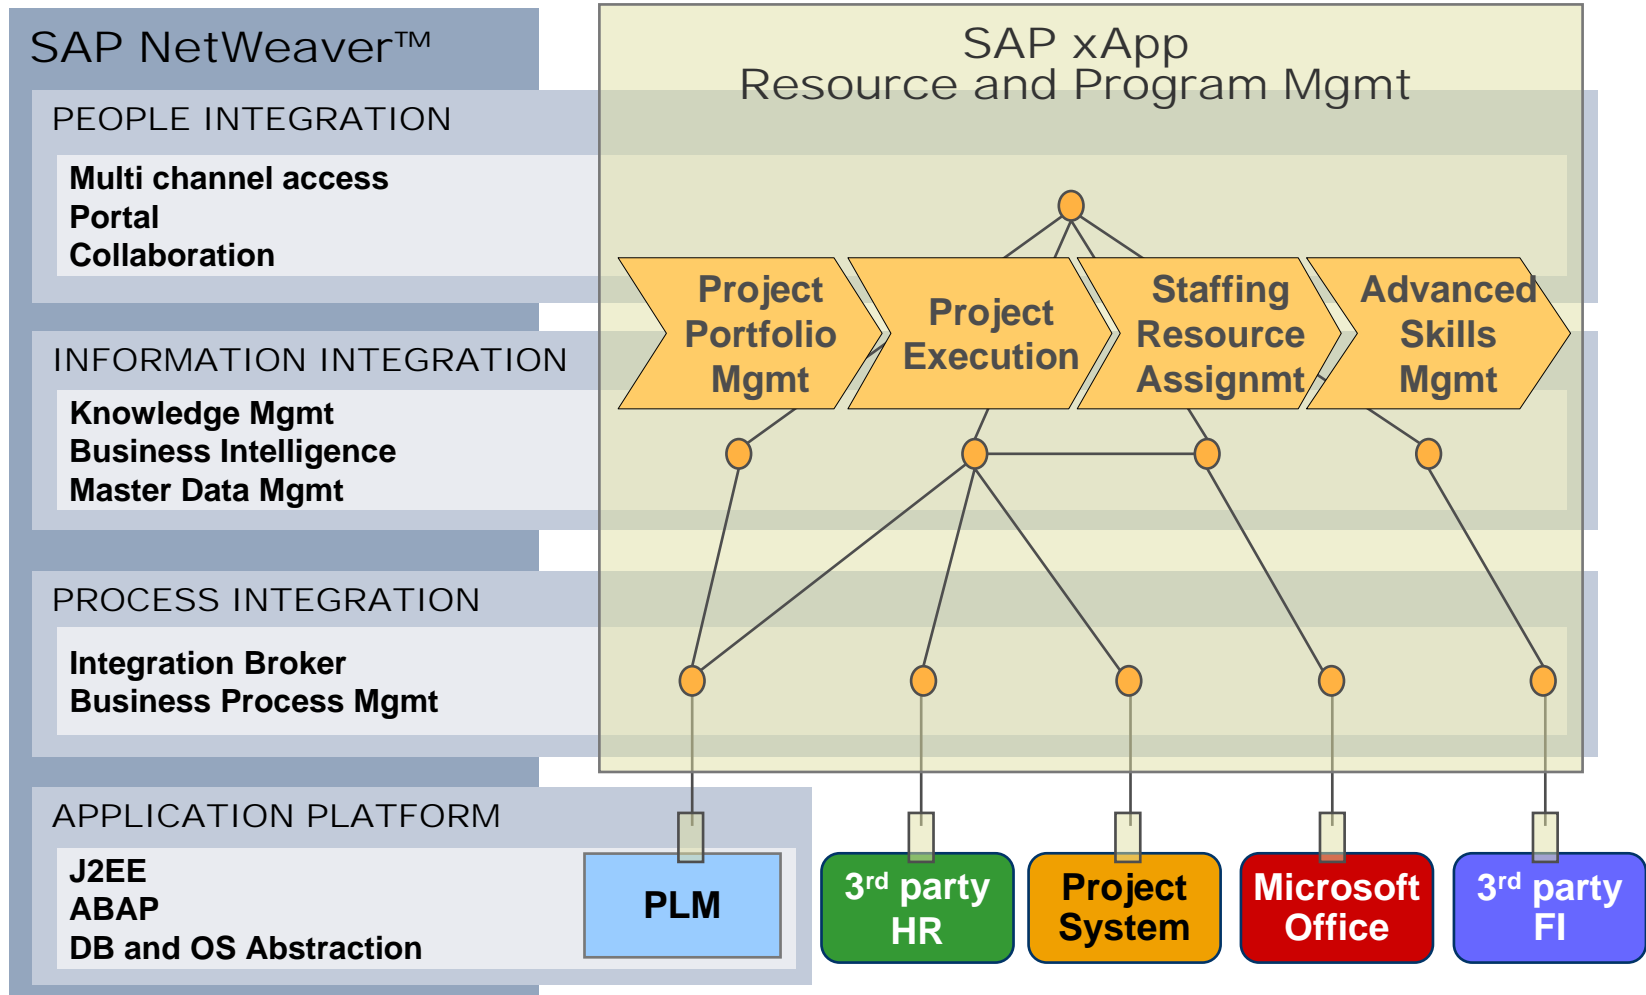 SAP NetWeaver™
SAP xApp
Resource and Program Mgmt
PEOPLE INTEGRATION
Multi channel access
Portal
Collaboration
Project
Portfolio
Mgmt
Project
Execution
Staffing
Resource
Assignmt
Advanced
Skills
Mgmt
INFORMATION INTEGRATION
Knowledge Mgmt
Business Intelligence
Master Data Mgmt
PROCESS INTEGRATION
Integration Broker
Business Process Mgmt
APPLICATION PLATFORM
J2EE
ABAP
DB and OS Abstraction
PLM
3rd party
HR
Project
System
Microsoft
Office
3rd party
FI